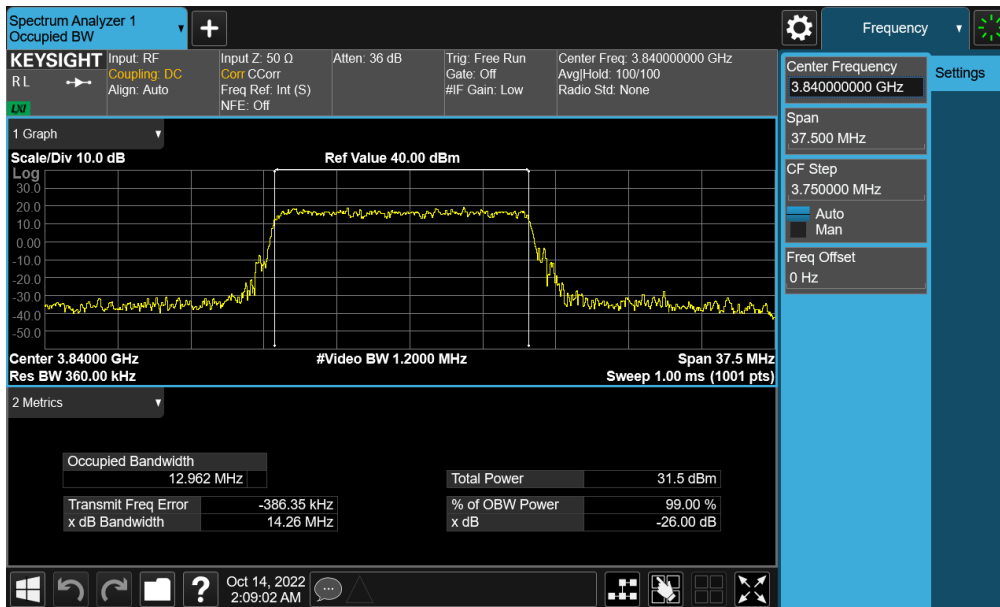 Spectrum Analyzer 1
Occupied BW
Frequency
KEYSIGHT
R L
LXI
Input: RF
Coupling: DC
Align: Auto
Input Z: 50 Ω
Corr CCorr
Freq Ref: Int (S)
NFE: Off
Atten: 36 dB
Trig: Free Run
Gate: Off
#IF Gain: Low
Center Freq: 3.840000000 GHz
Avg|Hold: 100/100
Radio Std: None
Center Frequency
3.840000000 GHz
Settings
Span
37.500 MHz
CF Step
3.750000 MHz
Auto
Man
Freq Offset
0 Hz
1 Graph
Scale/Div 10.0 dB
Ref Value 40.00 dBm
Log
30.0
20.0
10.0
0.00
-10.0
-20.0
-30.0
-40.0
-50.0
Center 3.84000 GHz
#Video BW 1.2000 MHz
Span 37.5 MHz
Res BW 360.00 kHz
Sweep 1.00 ms (1001 pts)
2 Metrics
Occupied Bandwidth
12.962 MHz
Total Power 31.5 dBm
Transmit Freq Error -386.35 kHz
% of OBW Power 99.00 %
x dB Bandwidth 14.26 MHz
x dB -26.00 dB
Oct 14, 2022
2:09:02 AM